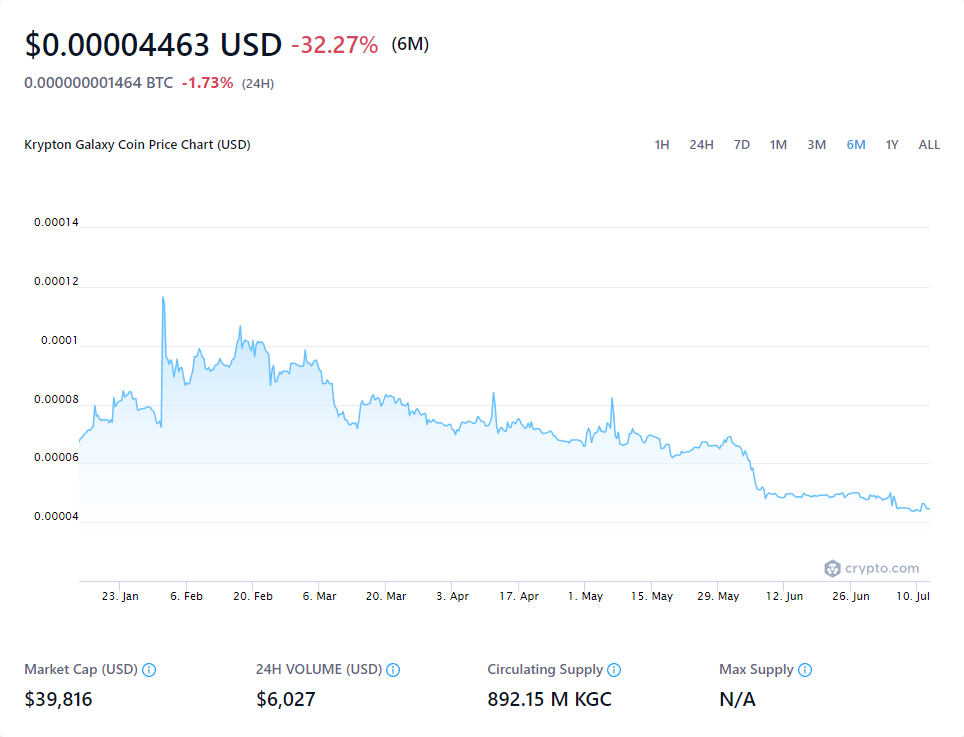 $0.00004463 USD -32.27% (6M)
0.000000001464 BTC -1.73% (24H)
Krypton Galaxy Coin Price Chart (USD) 1H 24H 7D 1M 3M 6M 1Y ALL
0.00014
0.00012
0.0001
0.00008
0.00006
0.00004
crypto.com
23. Jan 6. Feb 20. Feb 6. Mar 20. Mar 3. Apr 17. Apr 1. May 15. May 29. May 12. Jun 26. Jun 10. Jul
Market Cap (USD) 24H VOLUME (USD) Circulating Supply Max Supply
$39,816 $6,027 892.15 M KGC N/A